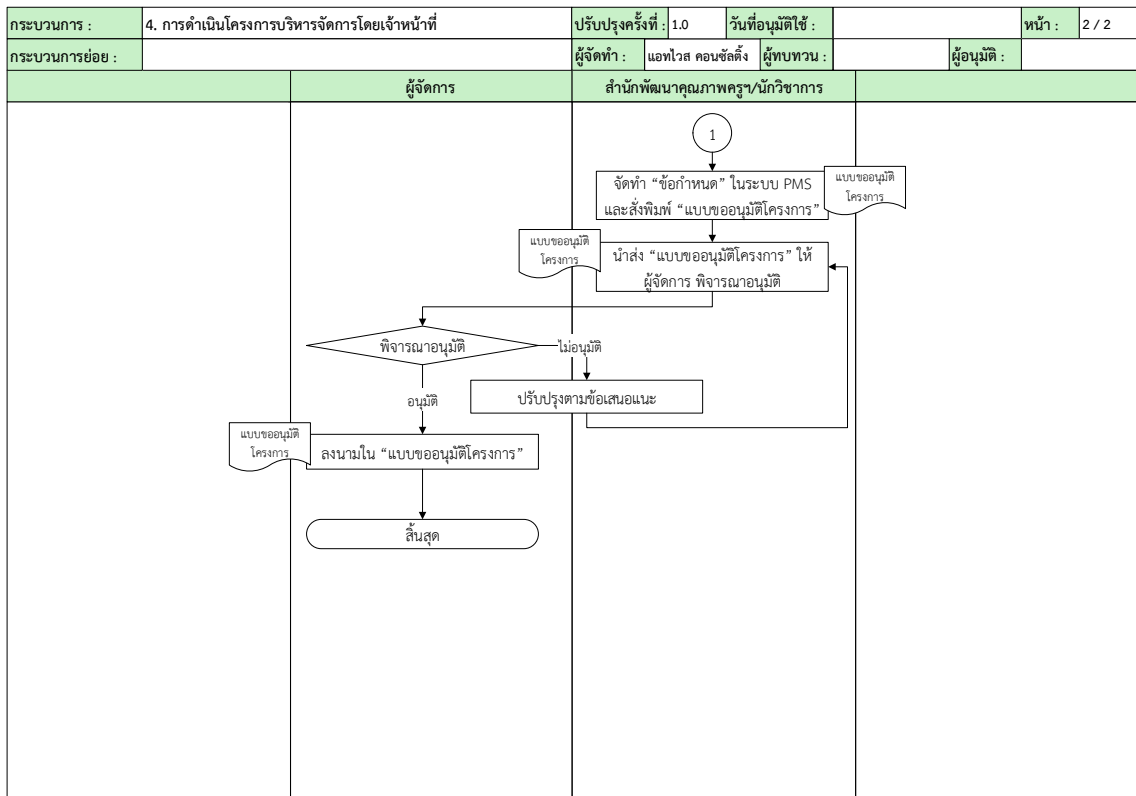 กระบวนการ : 4. การดำเนินโครงการบริหารจัดการโดยเจ้าหน้าที่ ปรับปรุงครั้งที่ : 1.0 วันที่อนุมัติใช้ : หน้า : 2 / 2
กระบวนการย่อย : ผู้จัดทำ : แอทไวส คอนซัลติ้ง ผู้ทบทวน : ผู้อนุมัติ :
ผู้จัดการ สำนักพัฒนาคุณภาพครูฯ/นักวิชาการ
1
จัดทำ “ข้อกำหนด” ในระบบ PMS
และสั่งพิมพ์ “แบบขออนุมัติโครงการ”
แบบขออนุมัติ
โครงการ
แบบขออนุมัติ
โครงการ
นำส่ง “แบบขออนุมัติโครงการ” ให้
ผู้จัดการ พิจารณาอนุมัติ
พิจารณาอนุมัติ
ไม่อนุมัติ
ปรับปรุงตามข้อเสนอแนะ
อนุมัติ
แบบขออนุมัติ
โครงการ
ลงนามใน “แบบขออนุมัติโครงการ”
สิ้นสุด